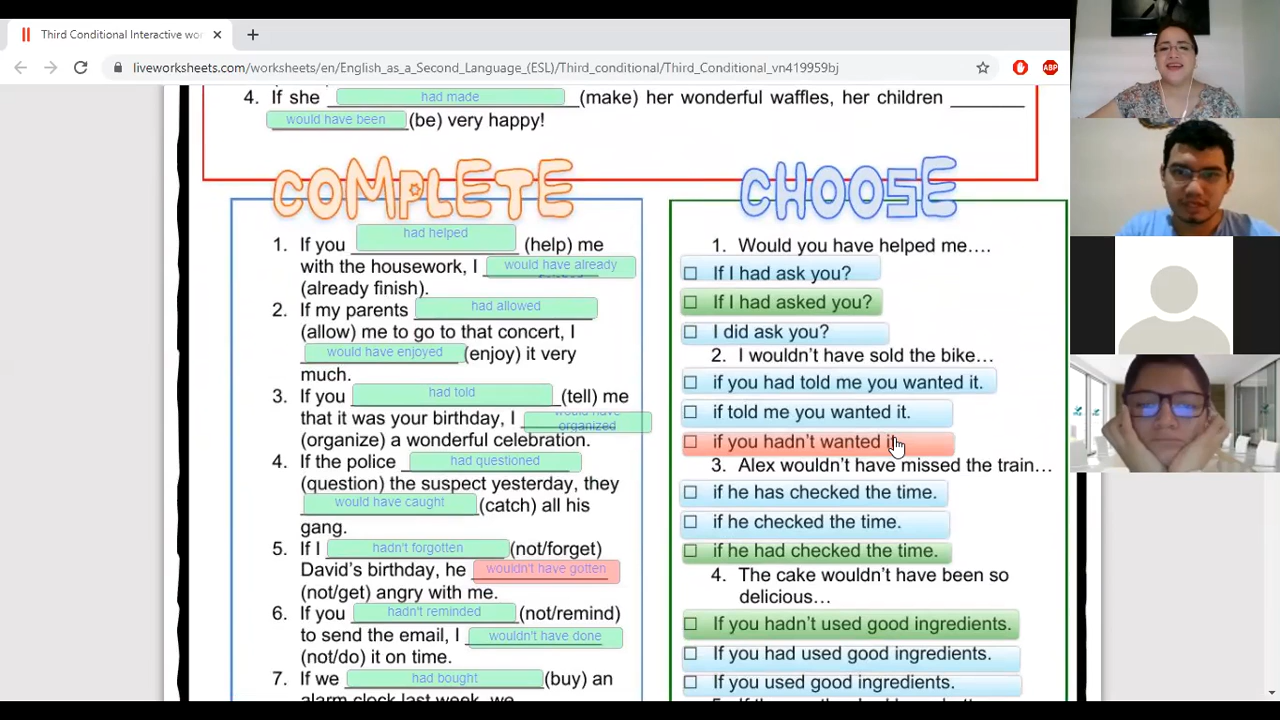 Third Conditional Interactive wo
liveworksheets.com/worksheets/en/English_as_a_Second_Language_(ESL)/Third_conditional/Third_Conditional_vn419959bj
ABP
4. If she had made (make) her wonderful waffles, her children
would have been (be) very happy!
COMPLETE
1. If you had helped (help) me
with the housework, I would have already finished
(already finish).
2. If my parents had allowed
(allow) me to go to that concert, I
would have enjoyed (enjoy) it very
much.
3. If you had told (tell) me
that it was your birthday, I would have organized
(organize) a wonderful celebration.
4. If the police had questioned
(question) the suspect yesterday, they
would have caught (catch) all his
gang.
5. If I hadn't forgotten (not/forget)
David's birthday, he wouldn't have gotten
(not/get) angry with me.
6. If you hadn't reminded (not/remind)
to send the email, I wouldn't have done
(not/do) it on time.
7. If we had bought (buy) an
alarm clock last week, we
CHOOSE
1. Would you have helped me….
If I had ask you?
If I had asked you?
I did ask you?
2. I wouldn't have sold the bike…
if you had told me you wanted it.
if told me you wanted it.
if you hadn't wanted
3. Alex wouldn't have missed the train…
if he has checked the time.
if he checked the time.
if he had checked the time.
4. The cake wouldn't have been so
delicious…
If you hadn't used good ingredients.
If you had used good ingredients.
If you used good ingredients.